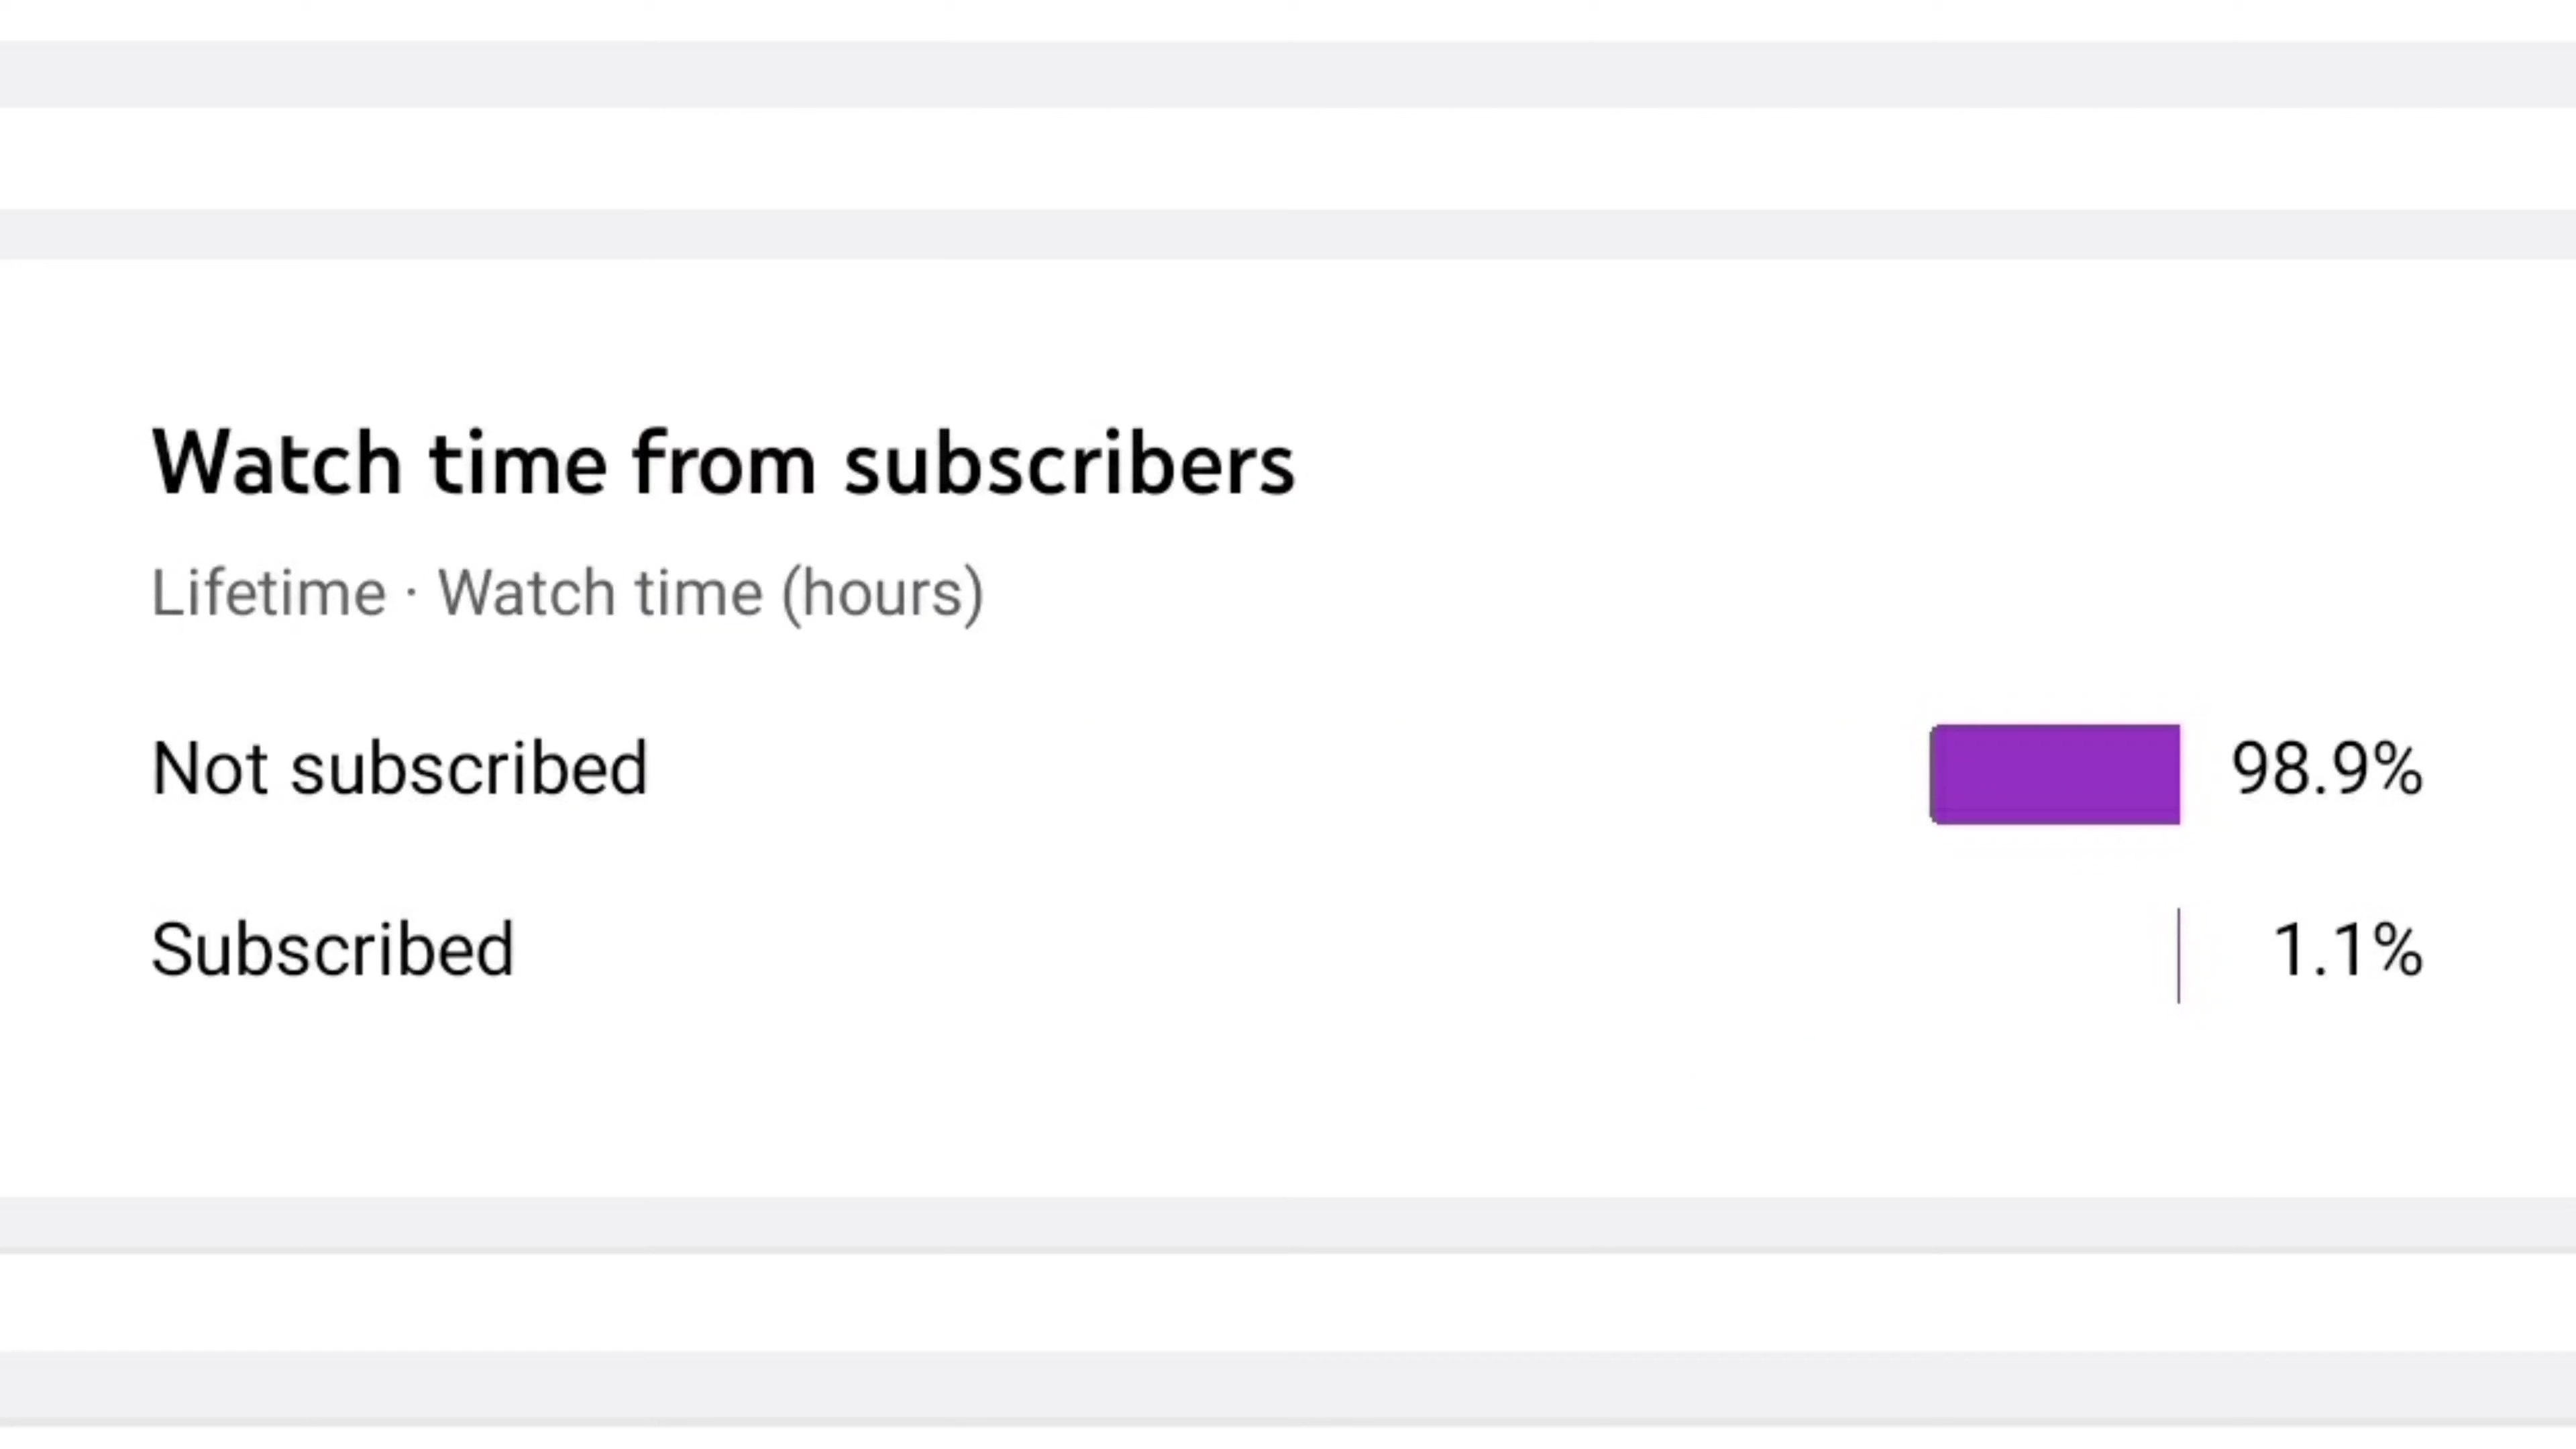 Watch time from subscribers
Lifetime · Watch time (hours)
Not subscribed 98.9%
Subscribed 1.1%